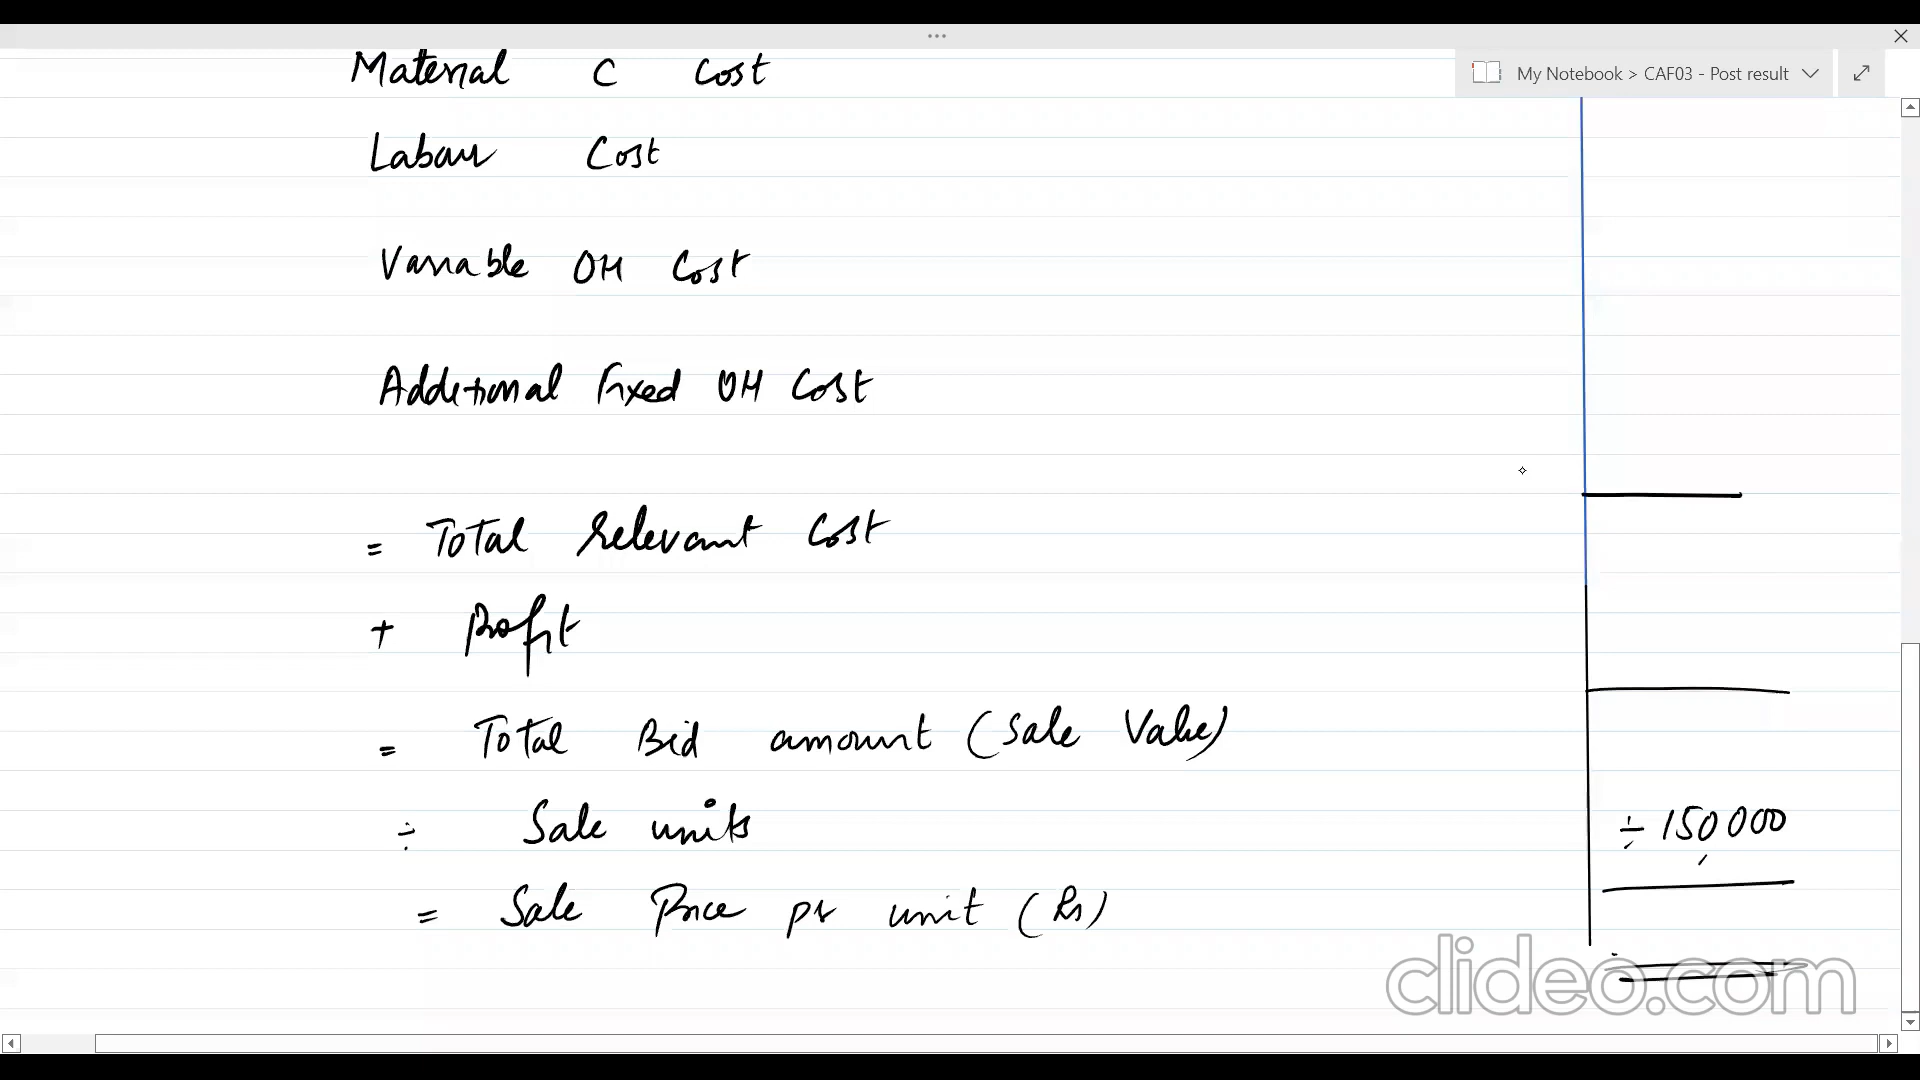 ...
My Notebook > CAF03 - Post result
Material C Cost
Labour Cost
Variable OH Cost
Additional Fixed OH Cost
= Total Relevant Cost
+ Profit
= Total Bid amount (Sale Value)
÷ Sale units ÷ 150000
= Sale Price per unit (Rs)
clideo.com